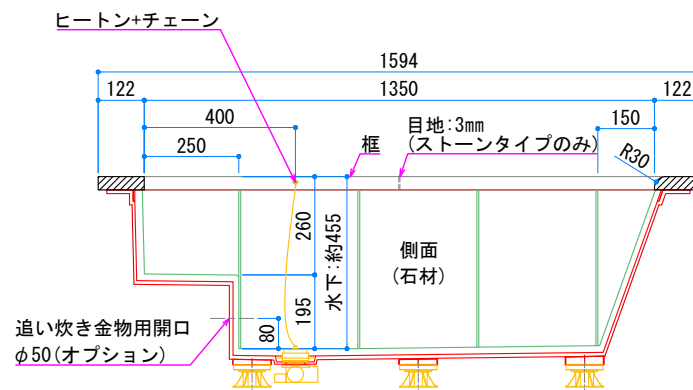 ヒートン+チェーン
1594
122
1350
122
400
150
目地:3mm
(ストーンタイプのみ)
框
250
R30
260
水下:約455
側面
(石材)
195
80
追い炊き金物用開口
φ50(オプション)